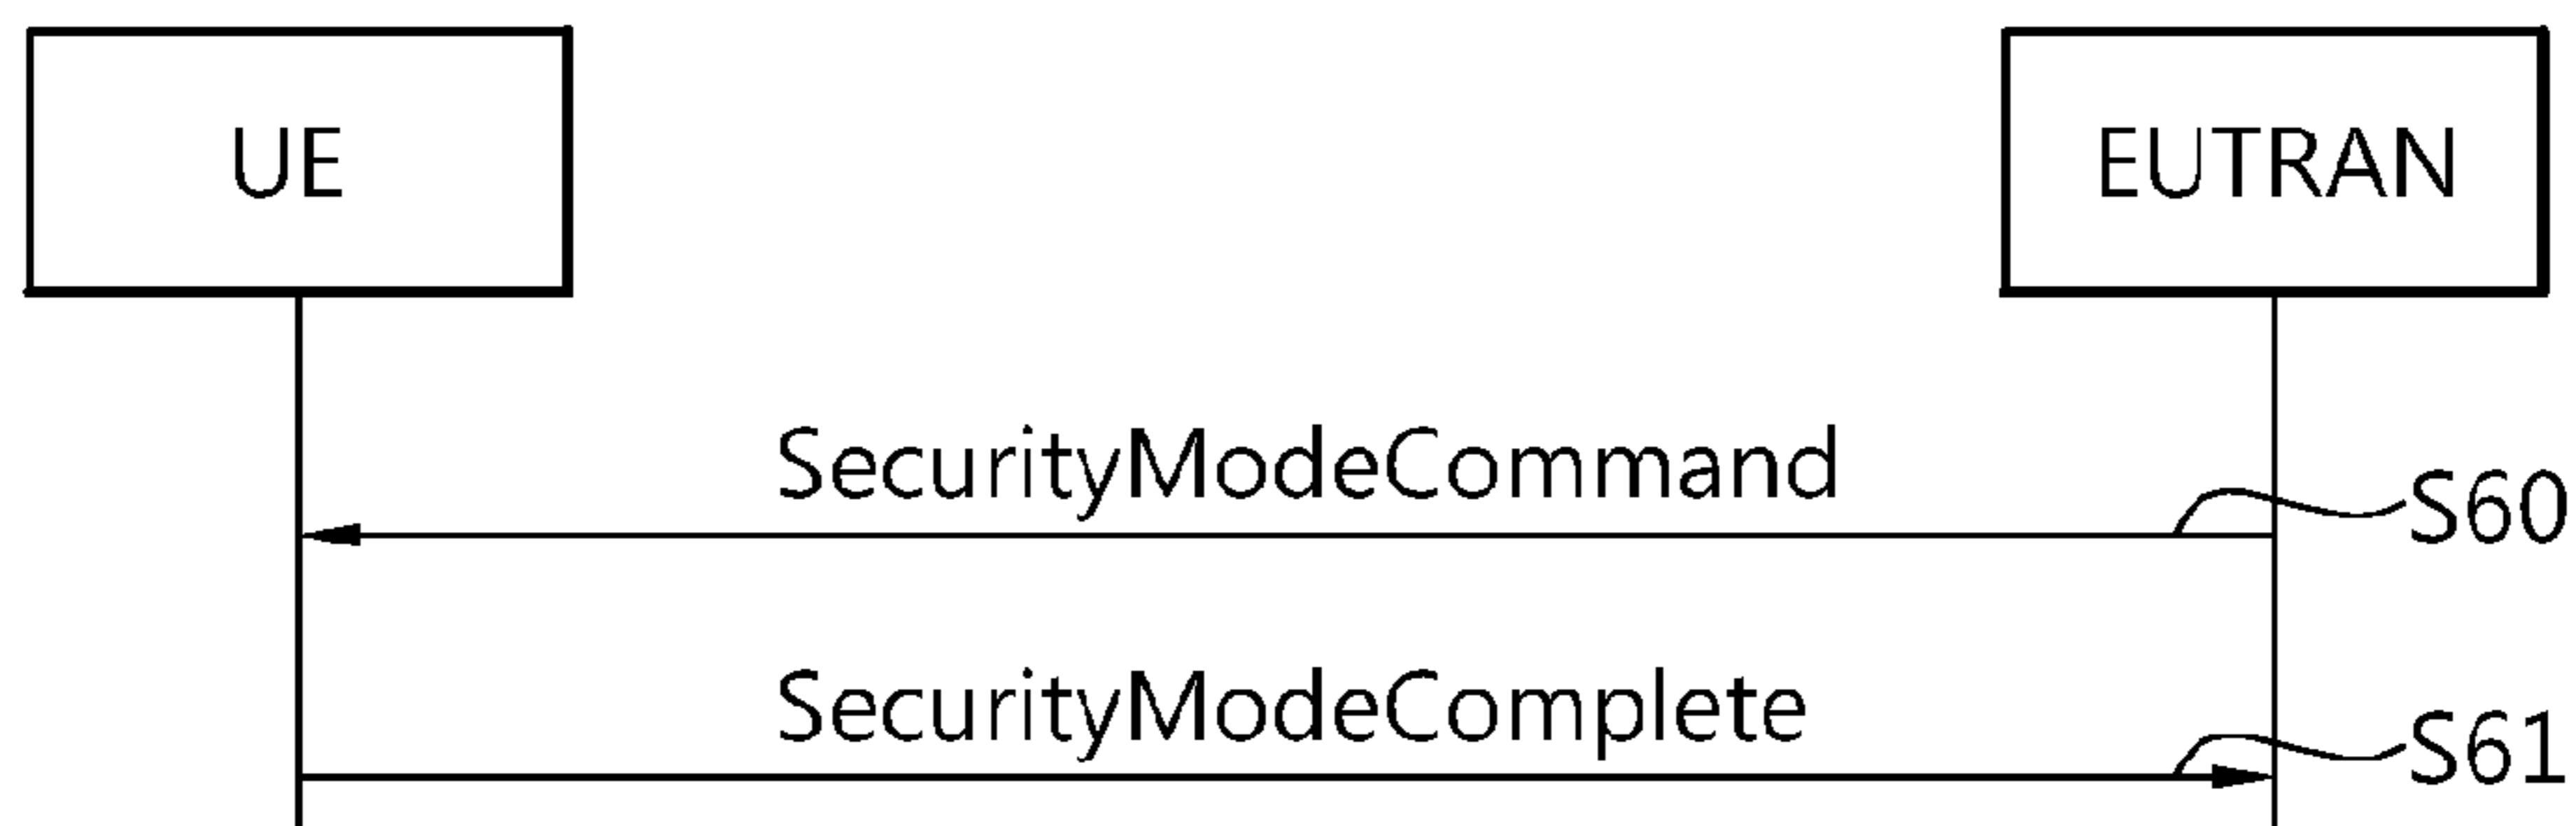 UE
EUTRAN
SecurityModeCommand
S60
SecurityModeComplete
S61